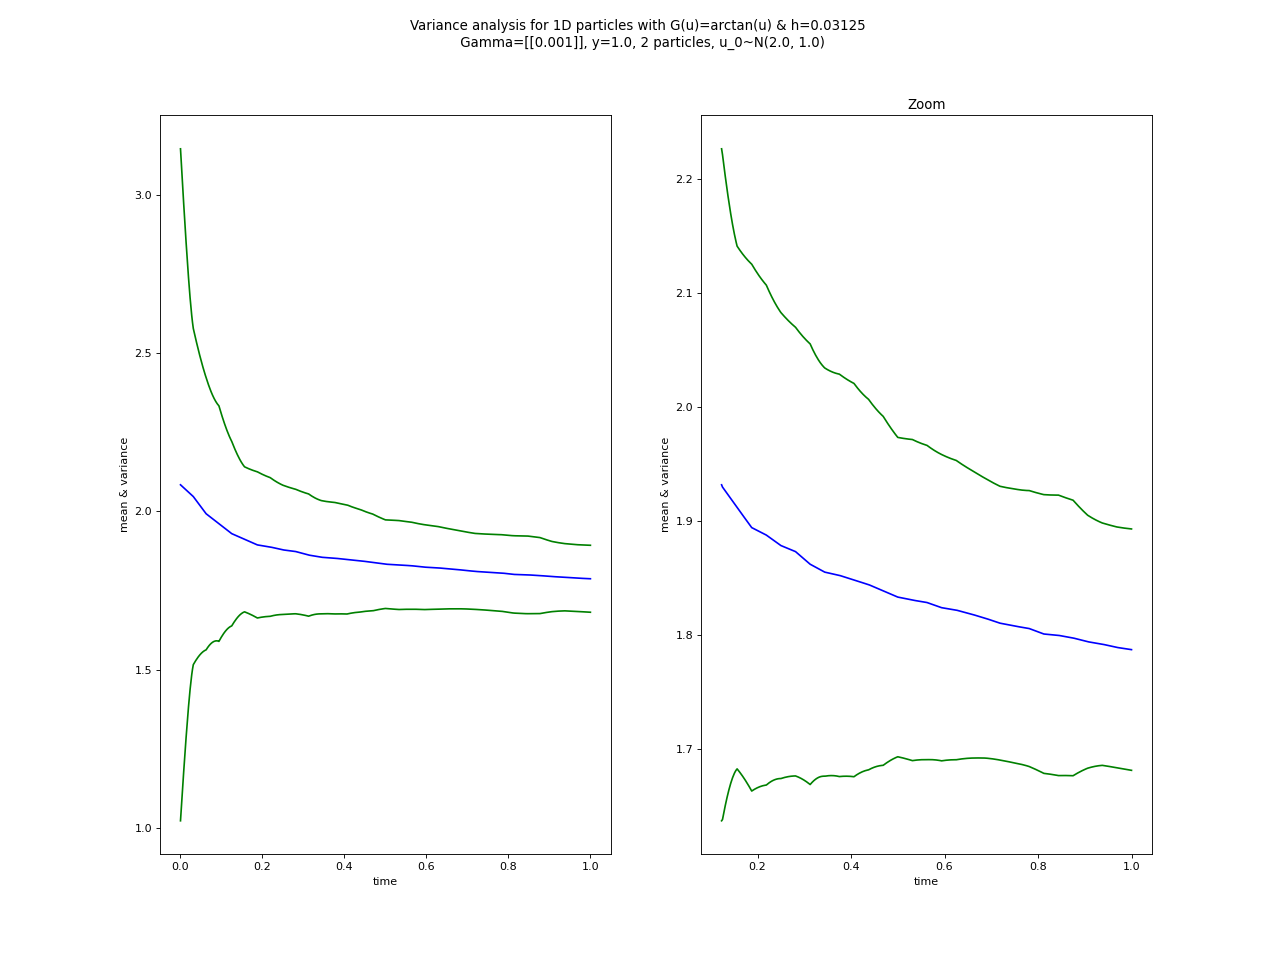 Variance analysis for 1D particles with G(u)=arctan(u) & h=0.03125
Gamma=[[0.001]], y=1.0, 2 particles, u_0~N(2.0, 1.0)
mean & variance
3.0
2.5
2.0
1.5
1.0
0.0 0.2 0.4 0.6 0.8 1.0
time
Zoom
mean & variance
2.2
2.1
2.0
1.9
1.8
1.7
0.2 0.4 0.6 0.8 1.0
time